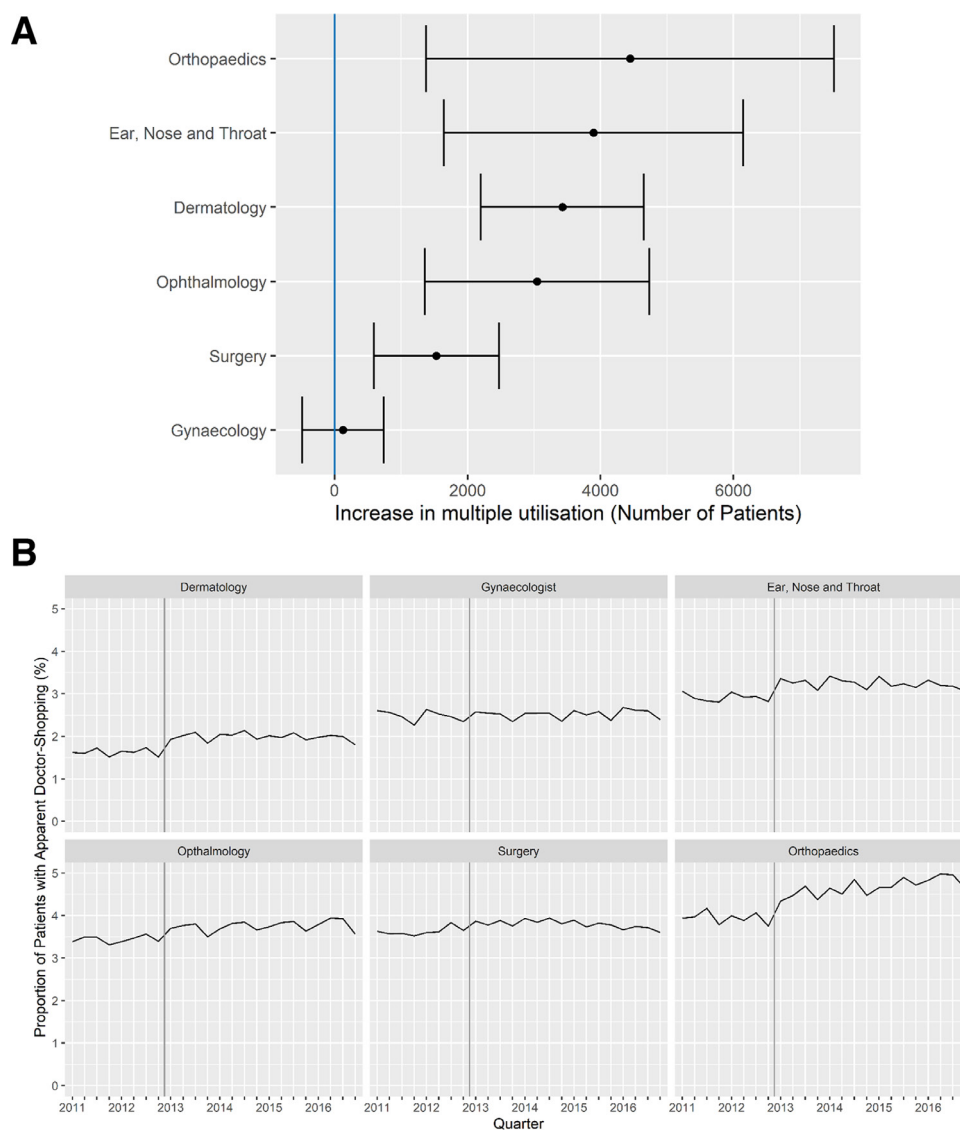 A
Orthopaedics
Ear, Nose and Throat
Dermatology
Ophthalmology
Surgery
Gynaecology
0 2000 4000 6000
Increase in multiple utilisation (Number of Patients)
B
Proportion of Patients with Apparent Doctor-Shopping (%)
Dermatology Gynaecologist Ear, Nose and Throat
5
4
3
2
1
0
Opthalmology Surgery Orthopaedics
5
4
3
2
1
0
2011 2012 2013 2014 2015 2016 2011 2012 2013 2014 2015 2016 2011 2012 2013 2014 2015 2016
Quarter